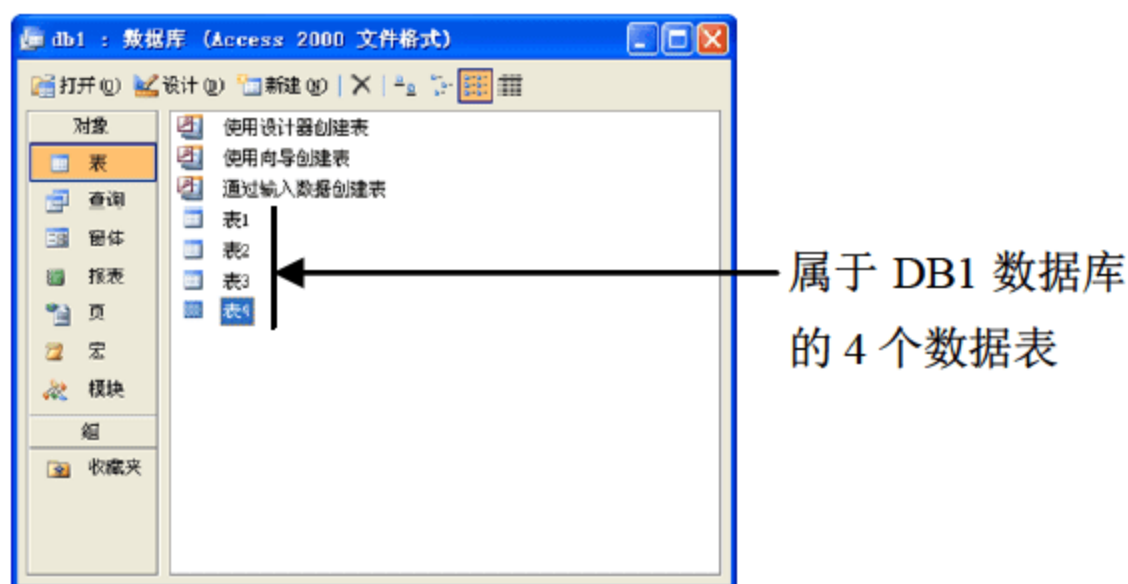 db1 : 数据库 (Access 2000 文件格式)
打开(O) 设计(D) 新建(N)
对象
表
查询
窗体
报表
页
宏
模块
组
收藏夹
使用设计器创建表
使用向导创建表
通过输入数据创建表
表1
表2
表3
表4
属于 DB1 数据库
的 4 个数据表